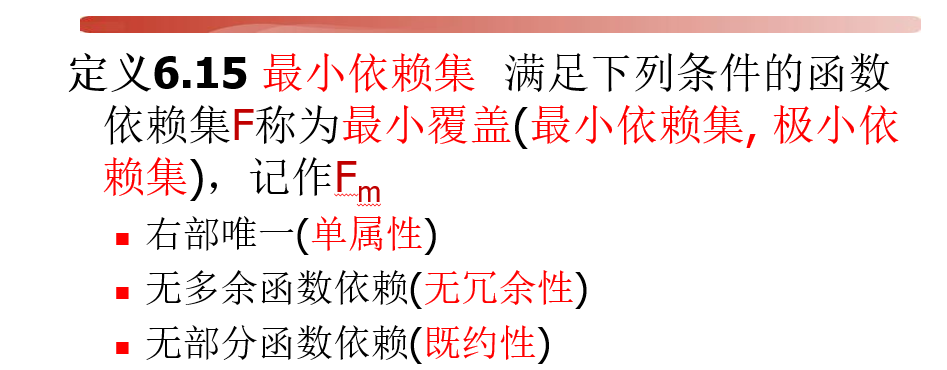 定义6.15 最小依赖集 满足下列条件的函数
依赖集F称为最小覆盖(最小依赖集, 极小依
赖集)，记作Fm
右部唯一(单属性)
无多余函数依赖(无冗余性)
无部分函数依赖(既约性)